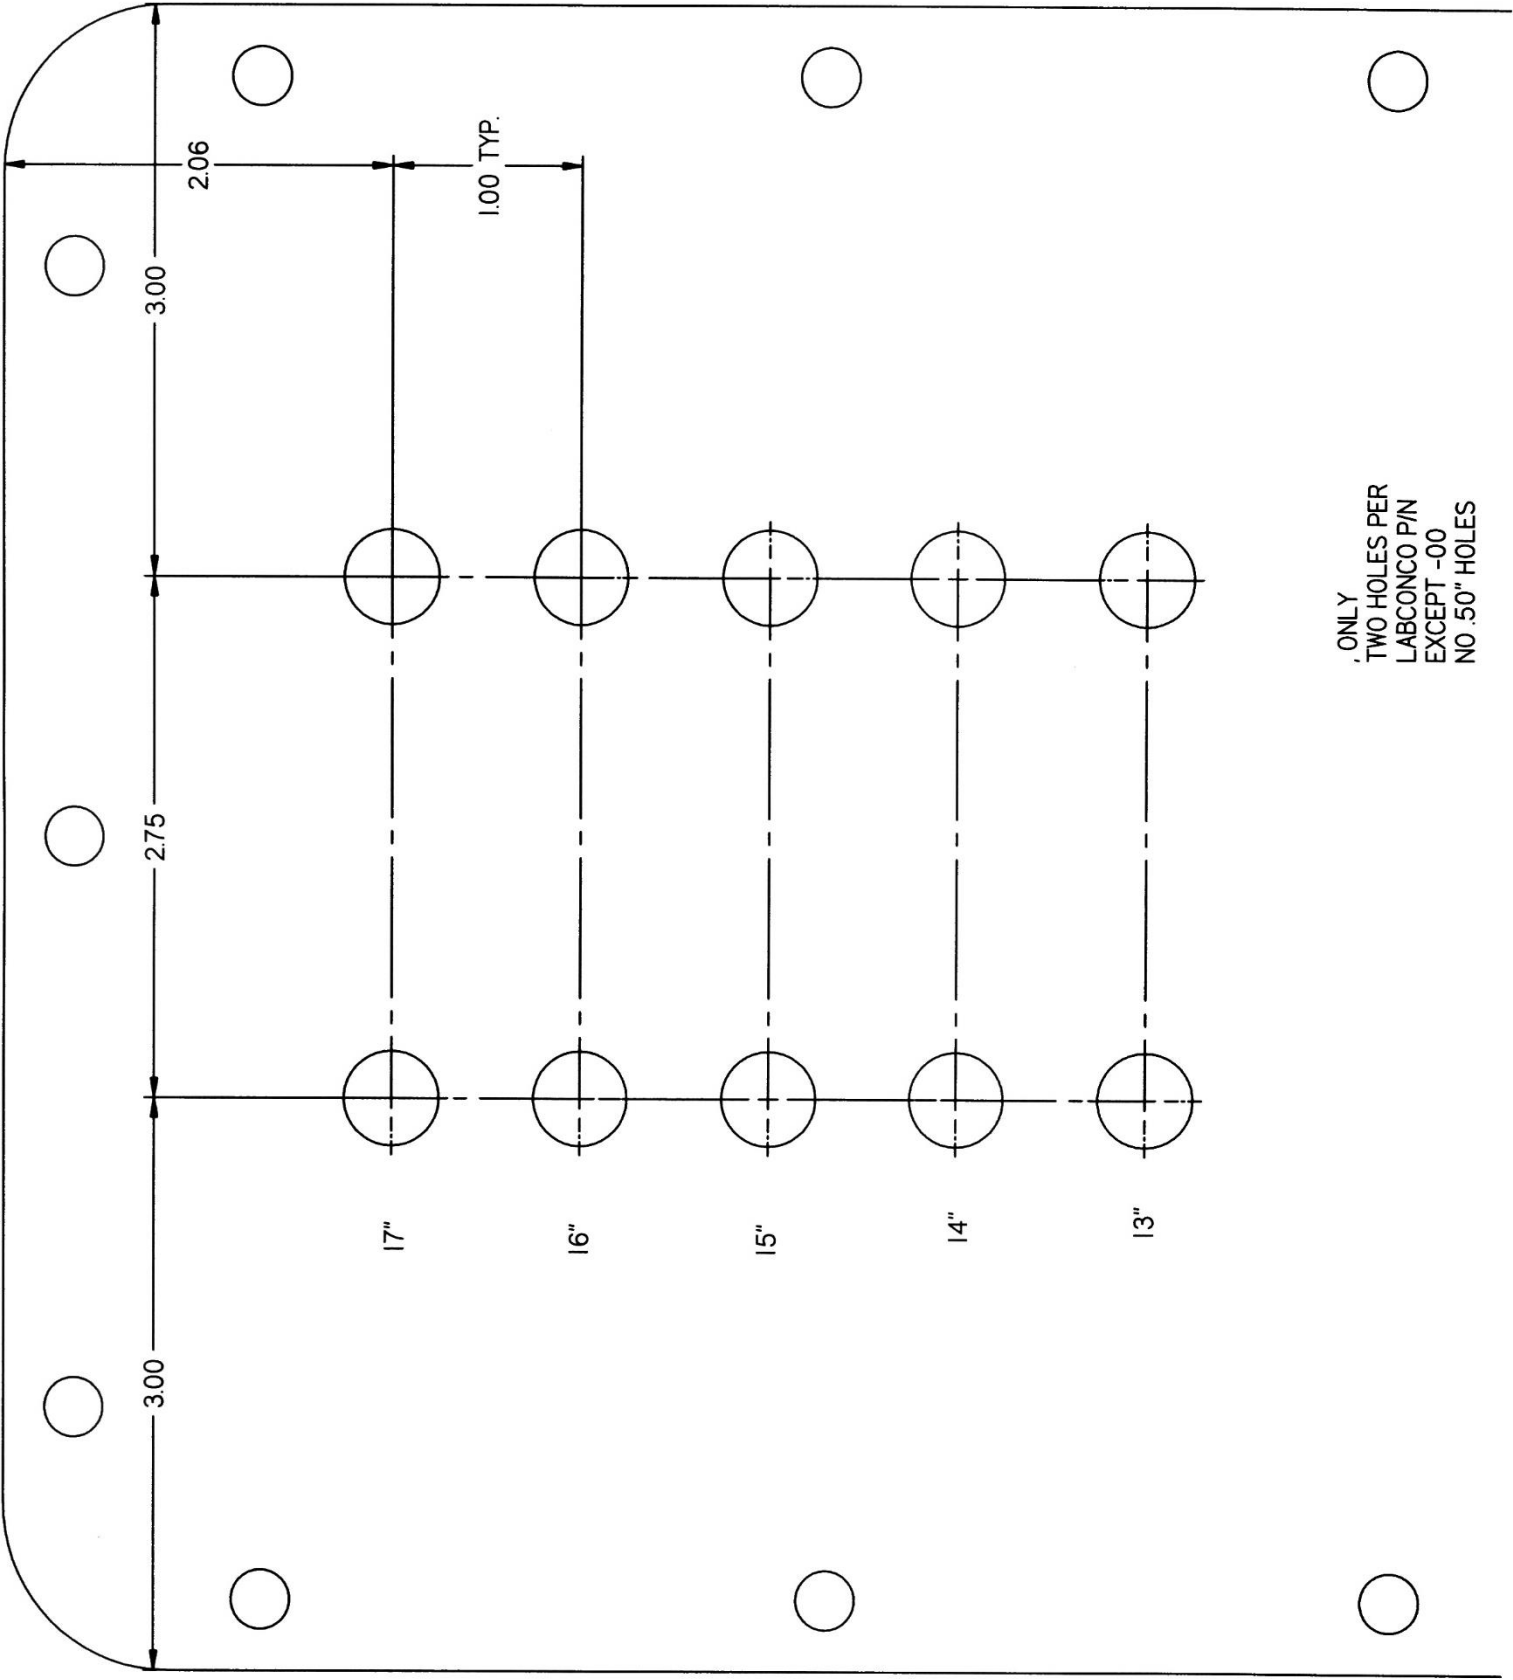 2.06
1.00 TYP.
3.00
2.75
3.00
17"
16"
15"
14"
13"
, ONLY
TWO HOLES PER
LABCONCO P/N
EXCEPT -00
NO .50" HOLES